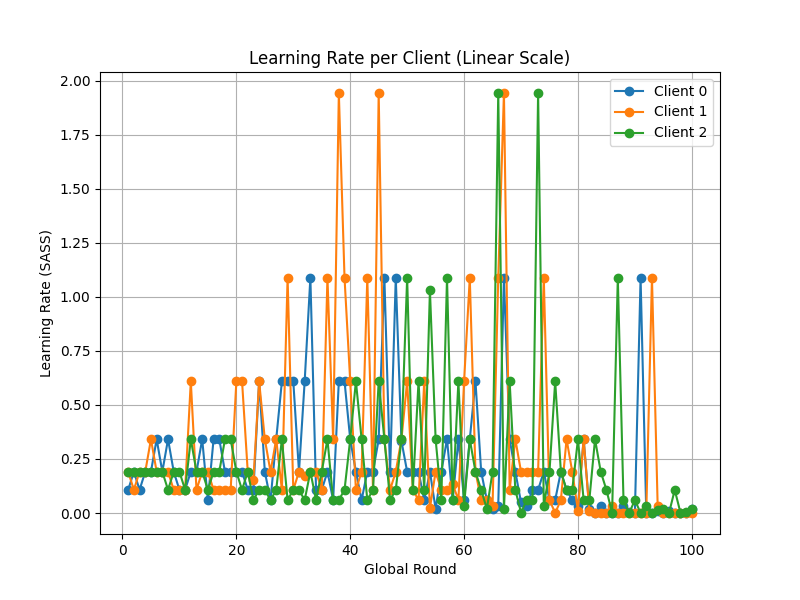 Learning Rate per Client (Linear Scale)
2.00
1.75
1.50
1.25
1.00
0.75
0.50
0.25
0.00
Learning Rate (SASS)
Client 0
Client 1
Client 2
0 20 40 60 80 100
Global Round